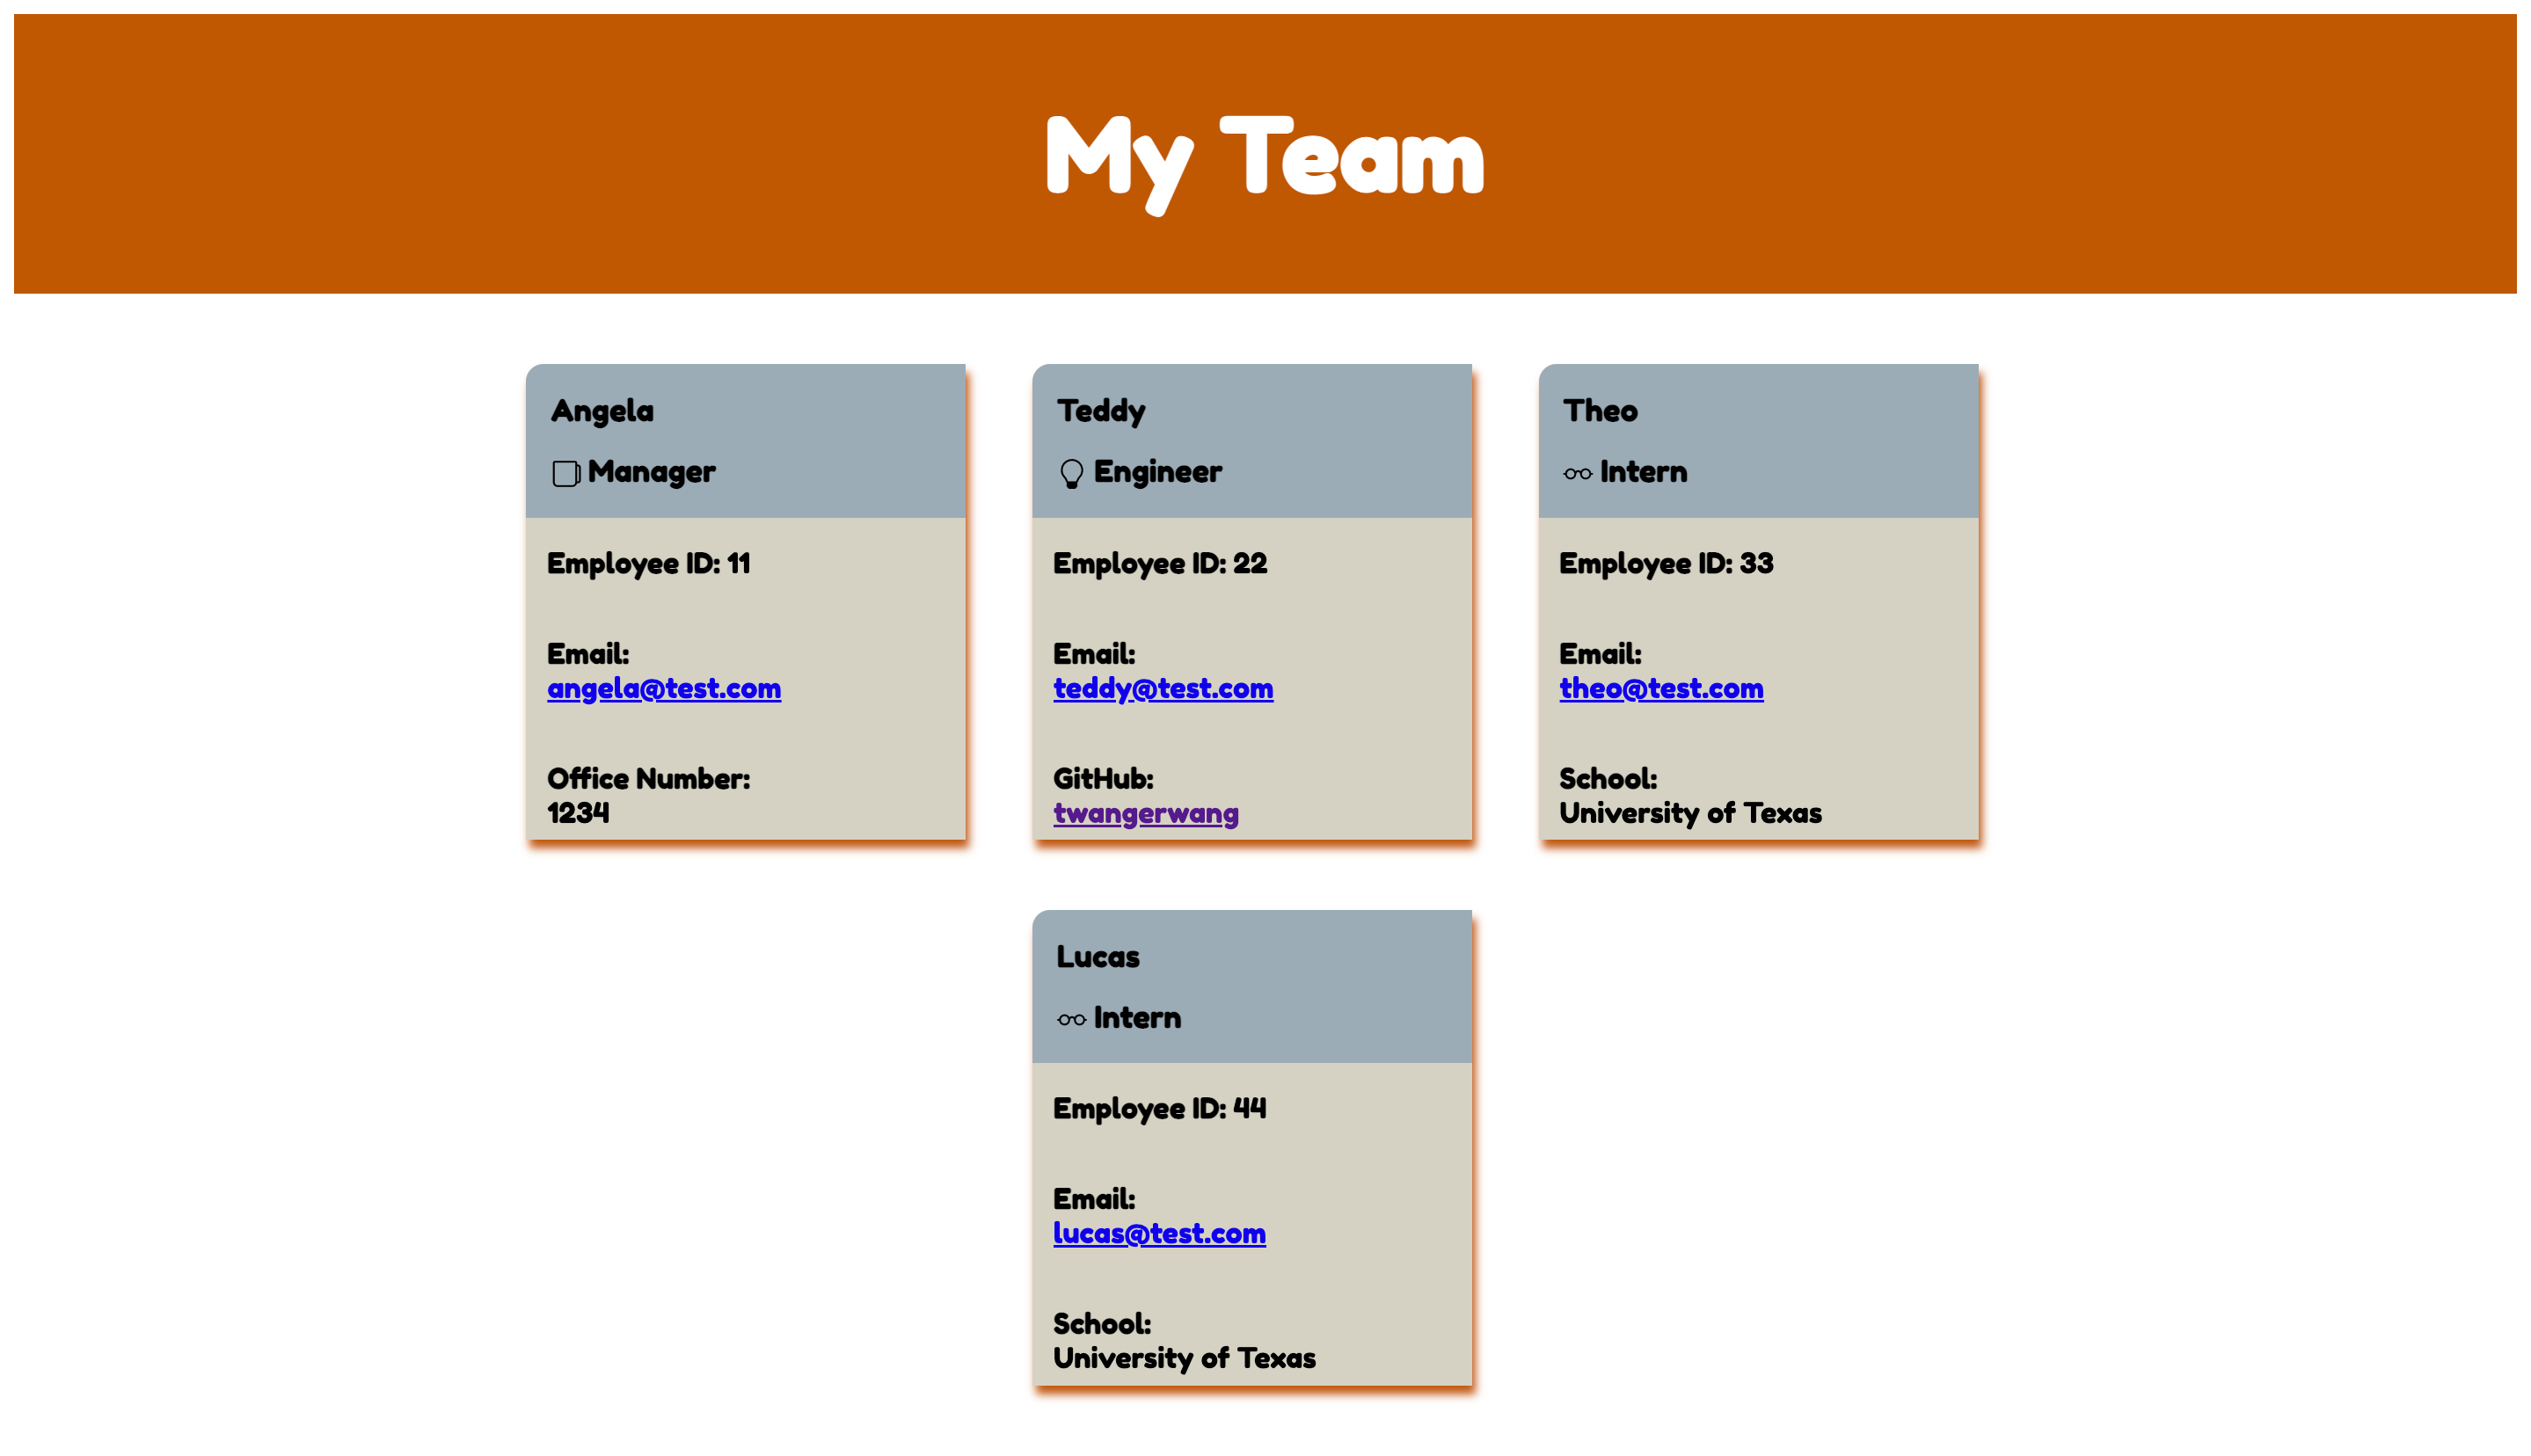 My Team
Angela
Manager
Employee ID: 11
Email:
angela@test.com
Office Number:
1234
Teddy
Engineer
Employee ID: 22
Email:
teddy@test.com
GitHub:
twangerwang
Theo
Intern
Employee ID: 33
Email:
theo@test.com
School:
University of Texas
Lucas
Intern
Employee ID: 44
Email:
lucas@test.com
School:
University of Texas